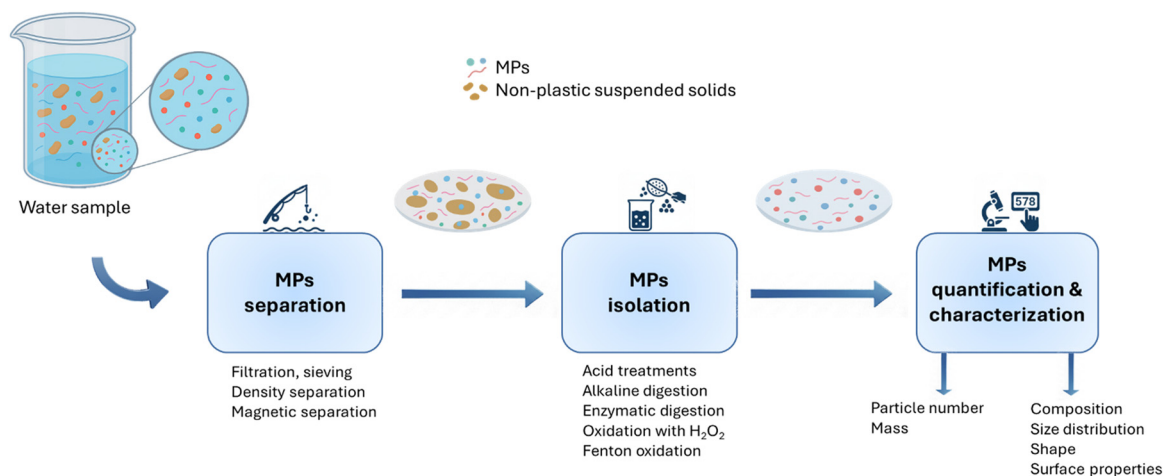 MPs
Non-plastic suspended solids
Water sample
MPs
separation
Filtration, sieving
Density separation
Magnetic separation
MPs
isolation
Acid treatments
Alkaline digestion
Enzymatic digestion
Oxidation with H₂O₂
Fenton oxidation
578
MPs
quantification &
characterization
Particle number
Mass
Composition
Size distribution
Shape
Surface properties